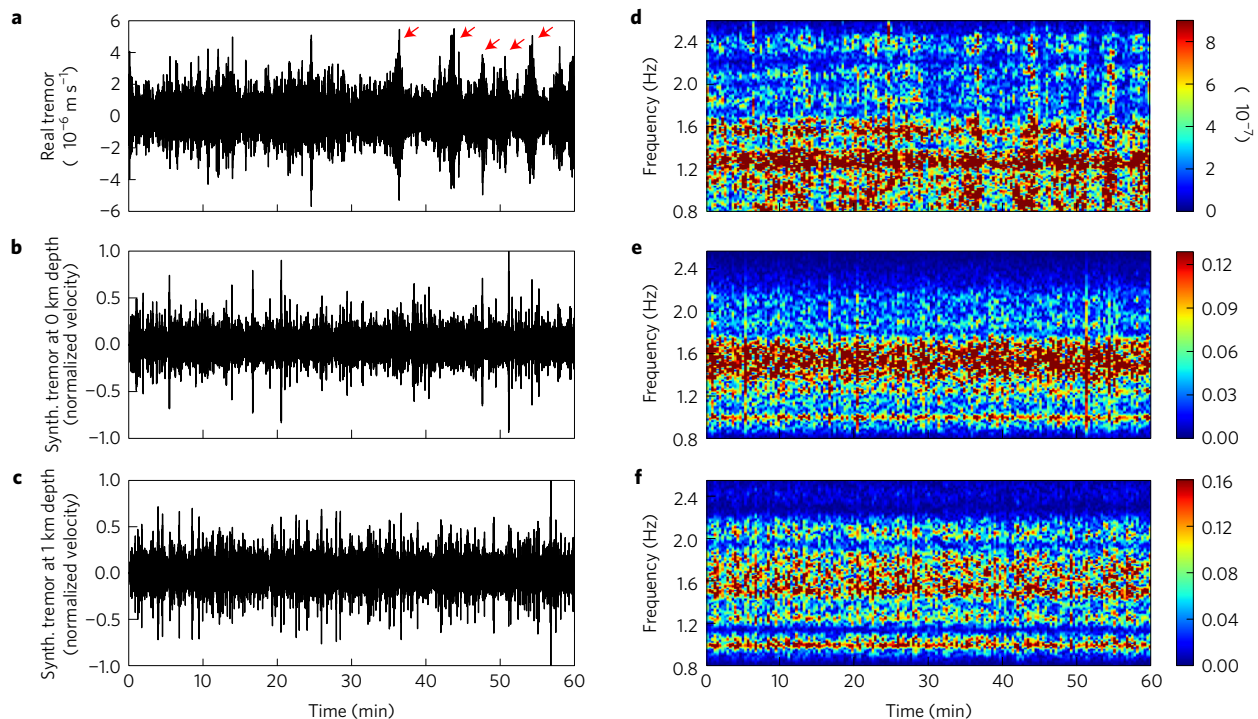 a
Real tremor
( 10⁻⁶ m s⁻¹)
6
4
2
0
−2
−4
−6
b
Synth. tremor at 0 km depth
(normalized velocity)
1.0
0.5
0.0
−0.5
−1.0
c
Synth. tremor at 1 km depth
(normalized velocity)
1.0
0.5
0.0
−0.5
−1.0
0 10 20 30 40 50 60
Time (min)
d
Frequency (Hz)
2.4
2.0
1.6
1.2
0.8
8
6
4
2
0
( 10⁻⁷)
e
Frequency (Hz)
2.4
2.0
1.6
1.2
0.8
0.12
0.09
0.06
0.03
0.00
f
Frequency (Hz)
2.4
2.0
1.6
1.2
0.8
0.16
0.12
0.08
0.04
0.00
0 10 20 30 40 50 60
Time (min)